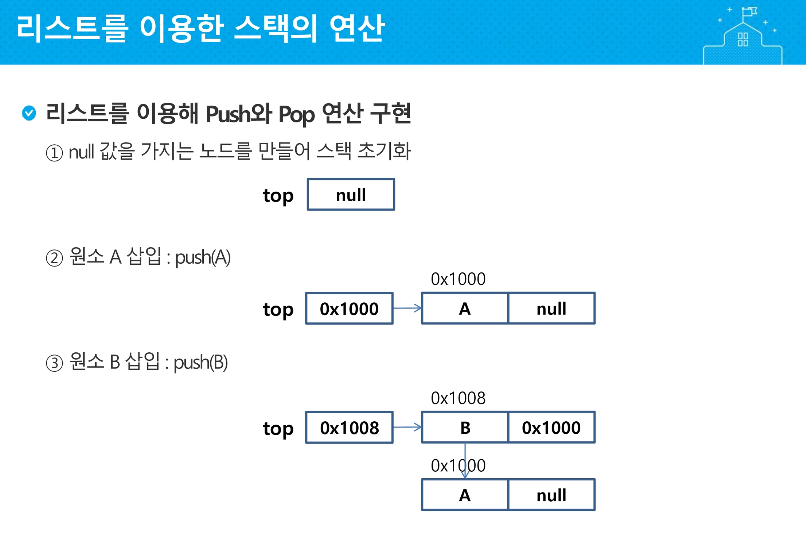 리스트를 이용한 스택의 연산
리스트를 이용해 Push와 Pop 연산 구현
① null 값을 가지는 노드를 만들어 스택 초기화
top null
② 원소 A 삽입 : push(A)
0x1000
top 0x1000 A null
③ 원소 B 삽입 : push(B)
0x1008
top 0x1008 B 0x1000
0x1000
A null